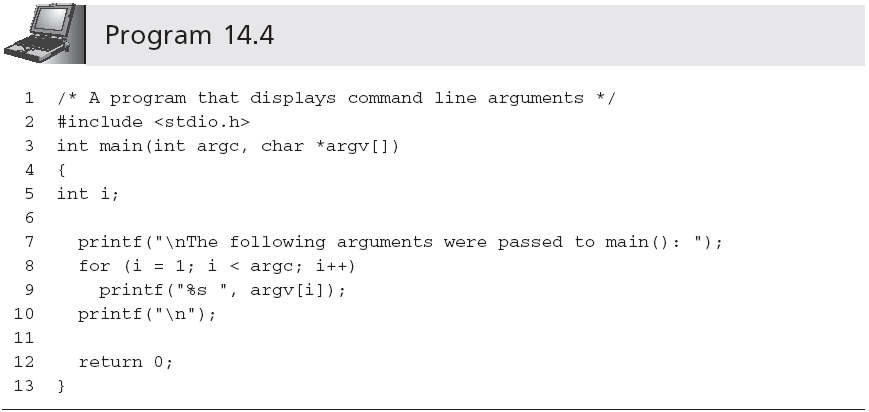 Program 14.4
1 /* A program that displays command line arguments */
2 #include <stdio.h>
3 int main(int argc, char *argv[])
4 {
5 int i;
6
7   printf("\nThe following arguments were passed to main(): ");
8   for (i = 1; i < argc; i++)
9     printf("%s ", argv[i]);
10   printf("\n");
11
12   return 0;
13 }